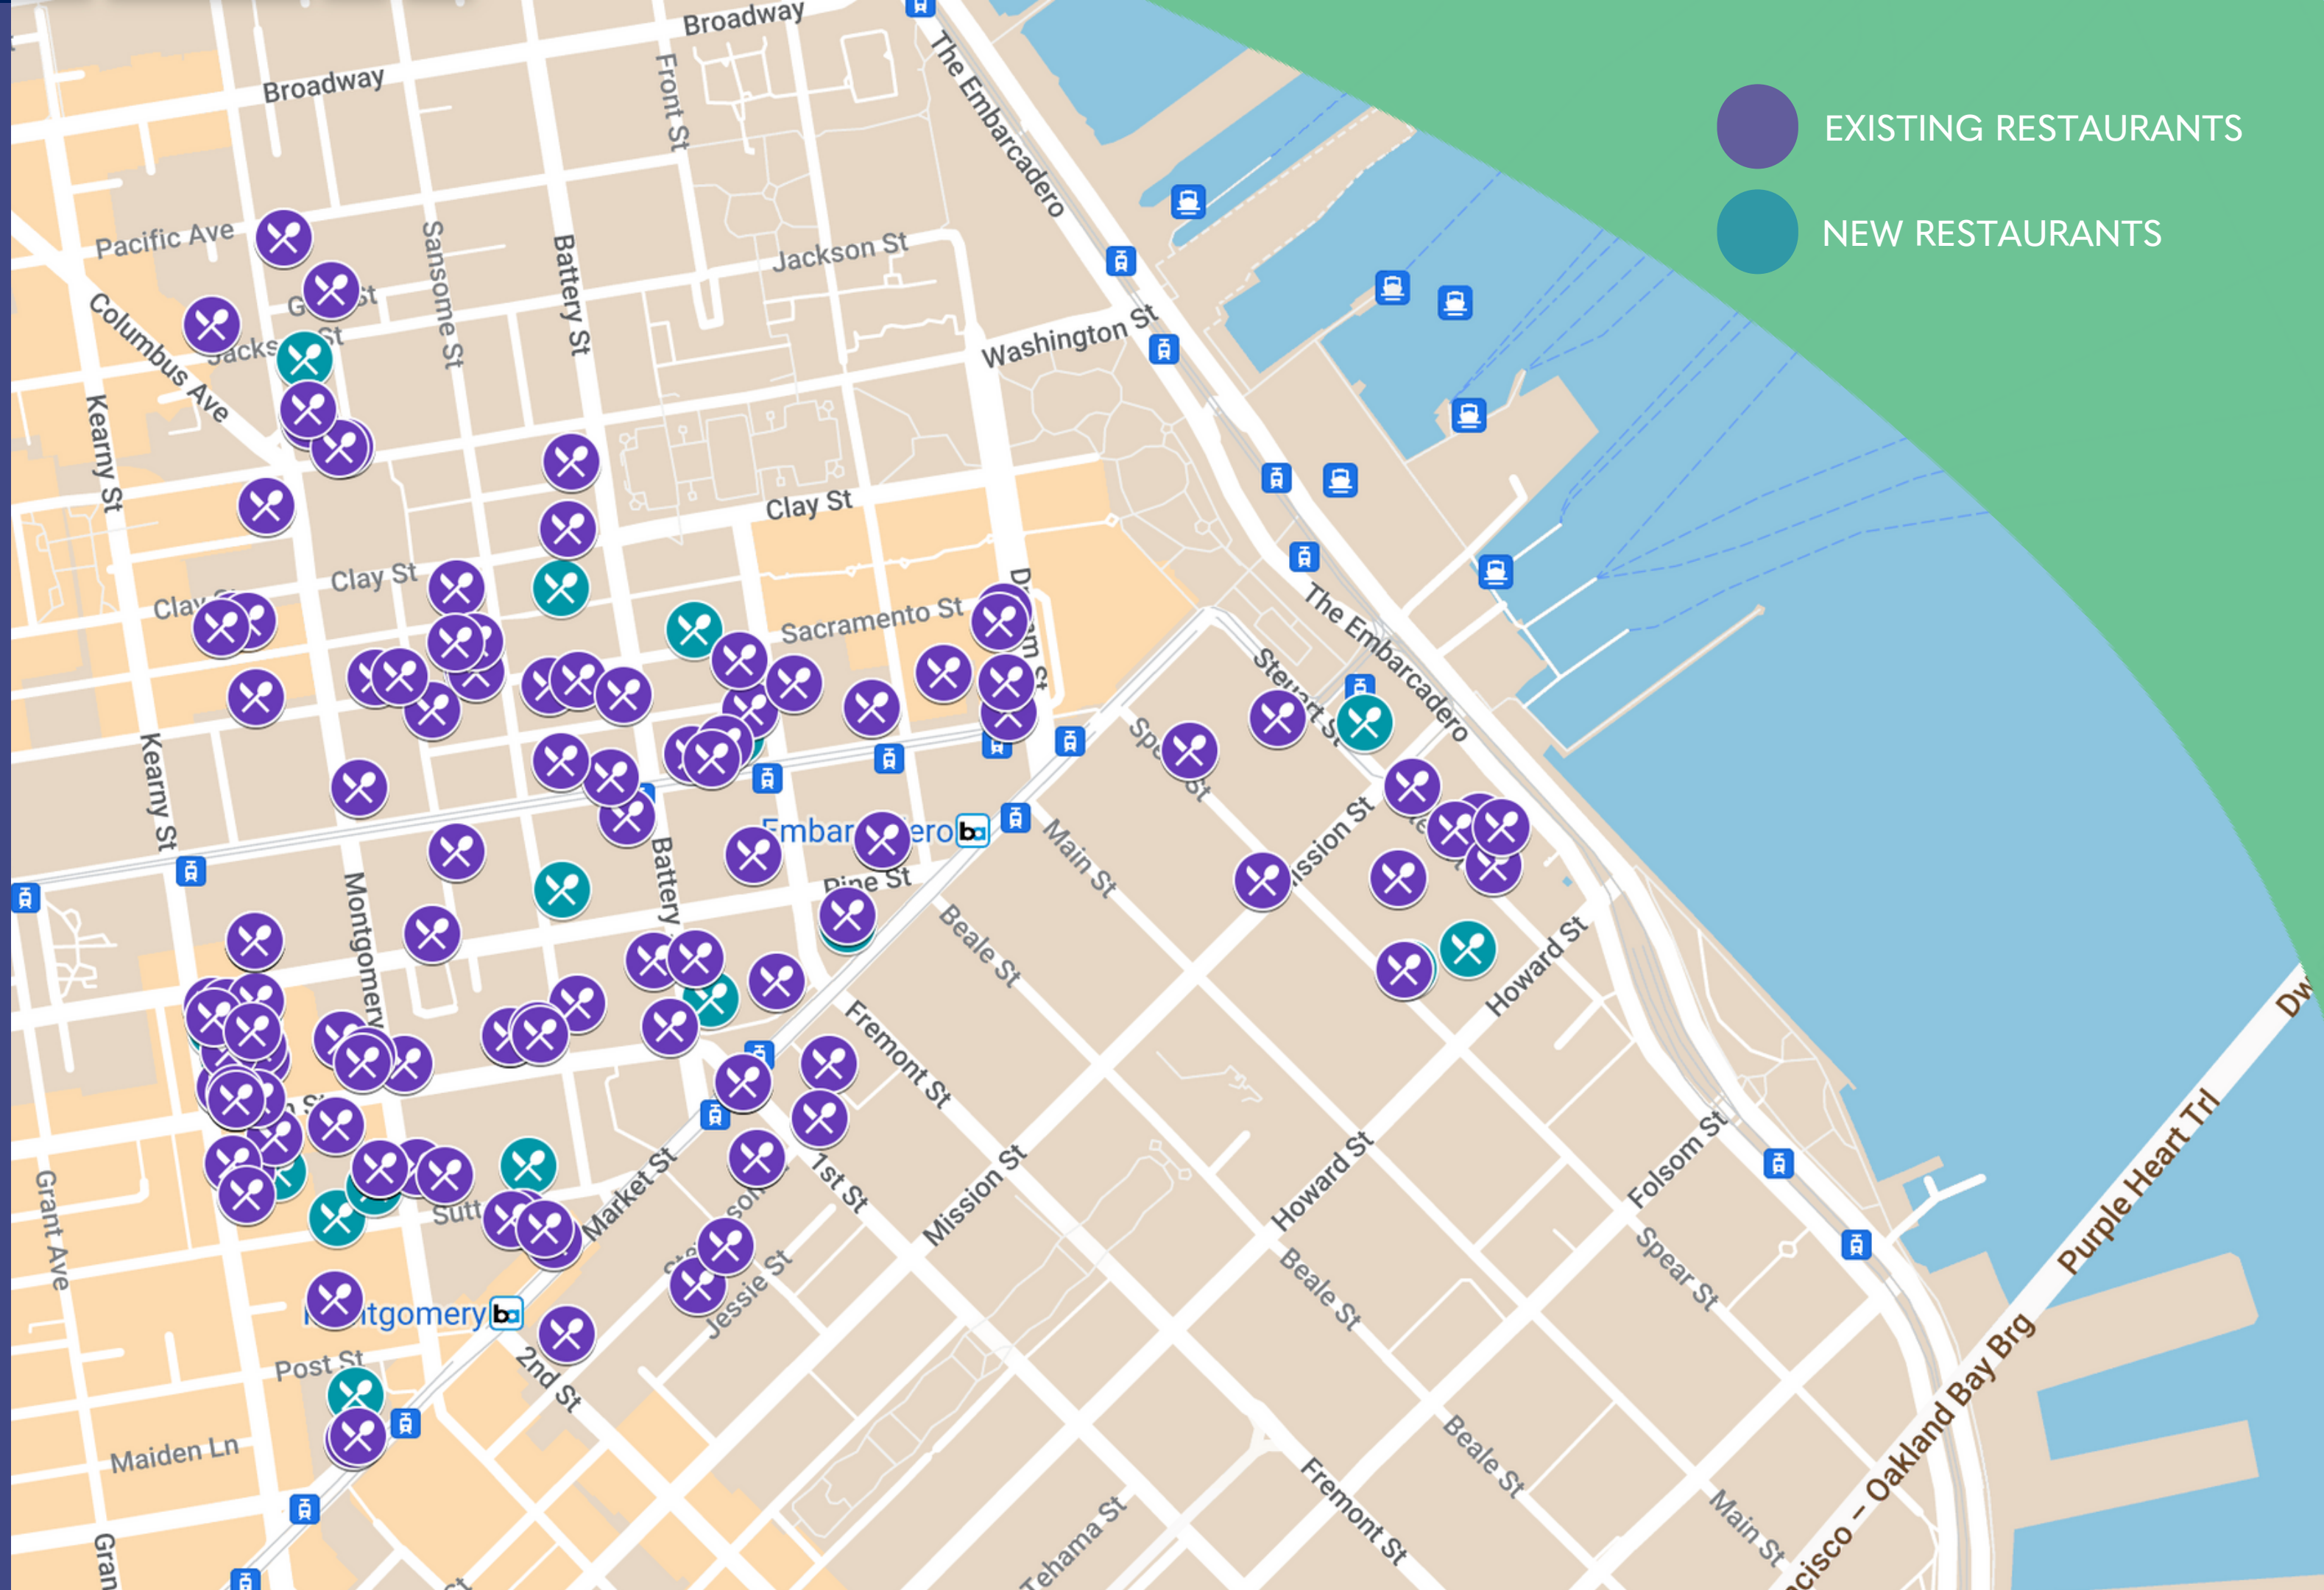 Broadway
Broadway
Front St
The Embarcadero
EXISTING RESTAURANTS
NEW RESTAURANTS
Pacific Ave
Sansome St
Battery St
Jackson St
Columbus Ave
Washington St
Kearny St
Clay St
Clay St
Sacramento St
The Embarcadero
Kearny St
Main St
Battery
Pine St
Montgomery
Beale St
Howard St
Fremont St
Purple Heart Trl
Grant Ave
Market St
1st St
Mission St
Howard St
Folsom St
Spear St
Jessie St
Beale St
2nd St
Post St
Maiden Ln
Oakland Bay Brg
Beale St
Fremont St
Main St
Tehama St